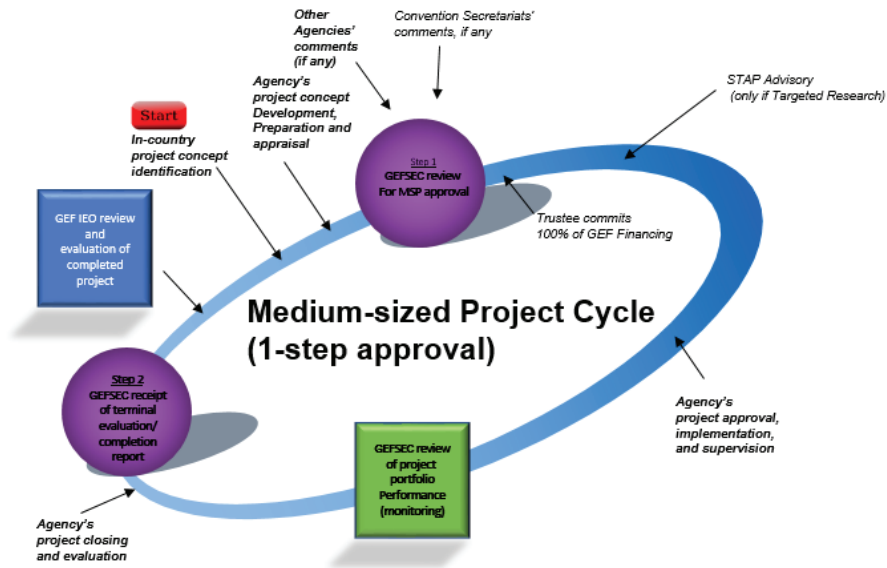 Other
Agencies'
comments
(if any)
Convention Secretariats'
comments, if any
Agency's
project concept
Development,
Preparation and
appraisal
STAP Advisory
(only if Targeted Research)
Start
In-country
project concept
identification
Step 1
GEFSEC review
For MSP approval
GEF IEO review
and
evaluation of
completed
project
Trustee commits
100% of GEF Financing
Medium-sized Project Cycle
(1-step approval)
Step 2
GEFSEC receipt
of terminal
evaluation/
completion
report
Agency's
project approval,
implementation,
and supervision
GEFSEC review
of project
portfolio
Performance
(monitoring)
Agency's
project closing
and evaluation